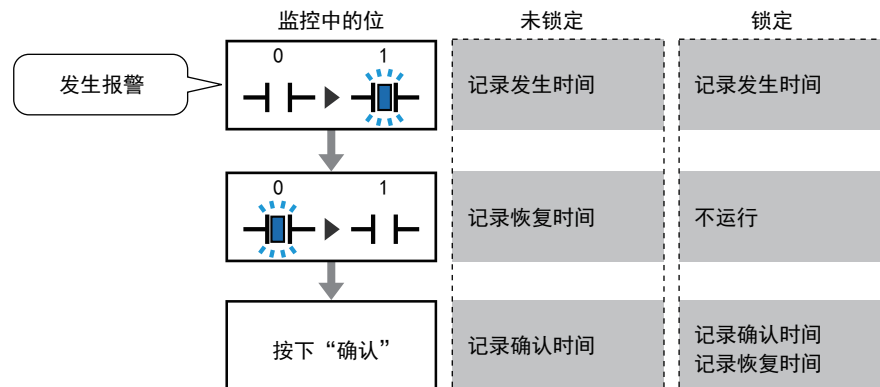 监控中的位 未锁定 锁定
发生报警
0 1
记录发生时间 记录发生时间
0 1
记录恢复时间 不运行
按下“确认” 记录确认时间 记录确认时间
记录恢复时间